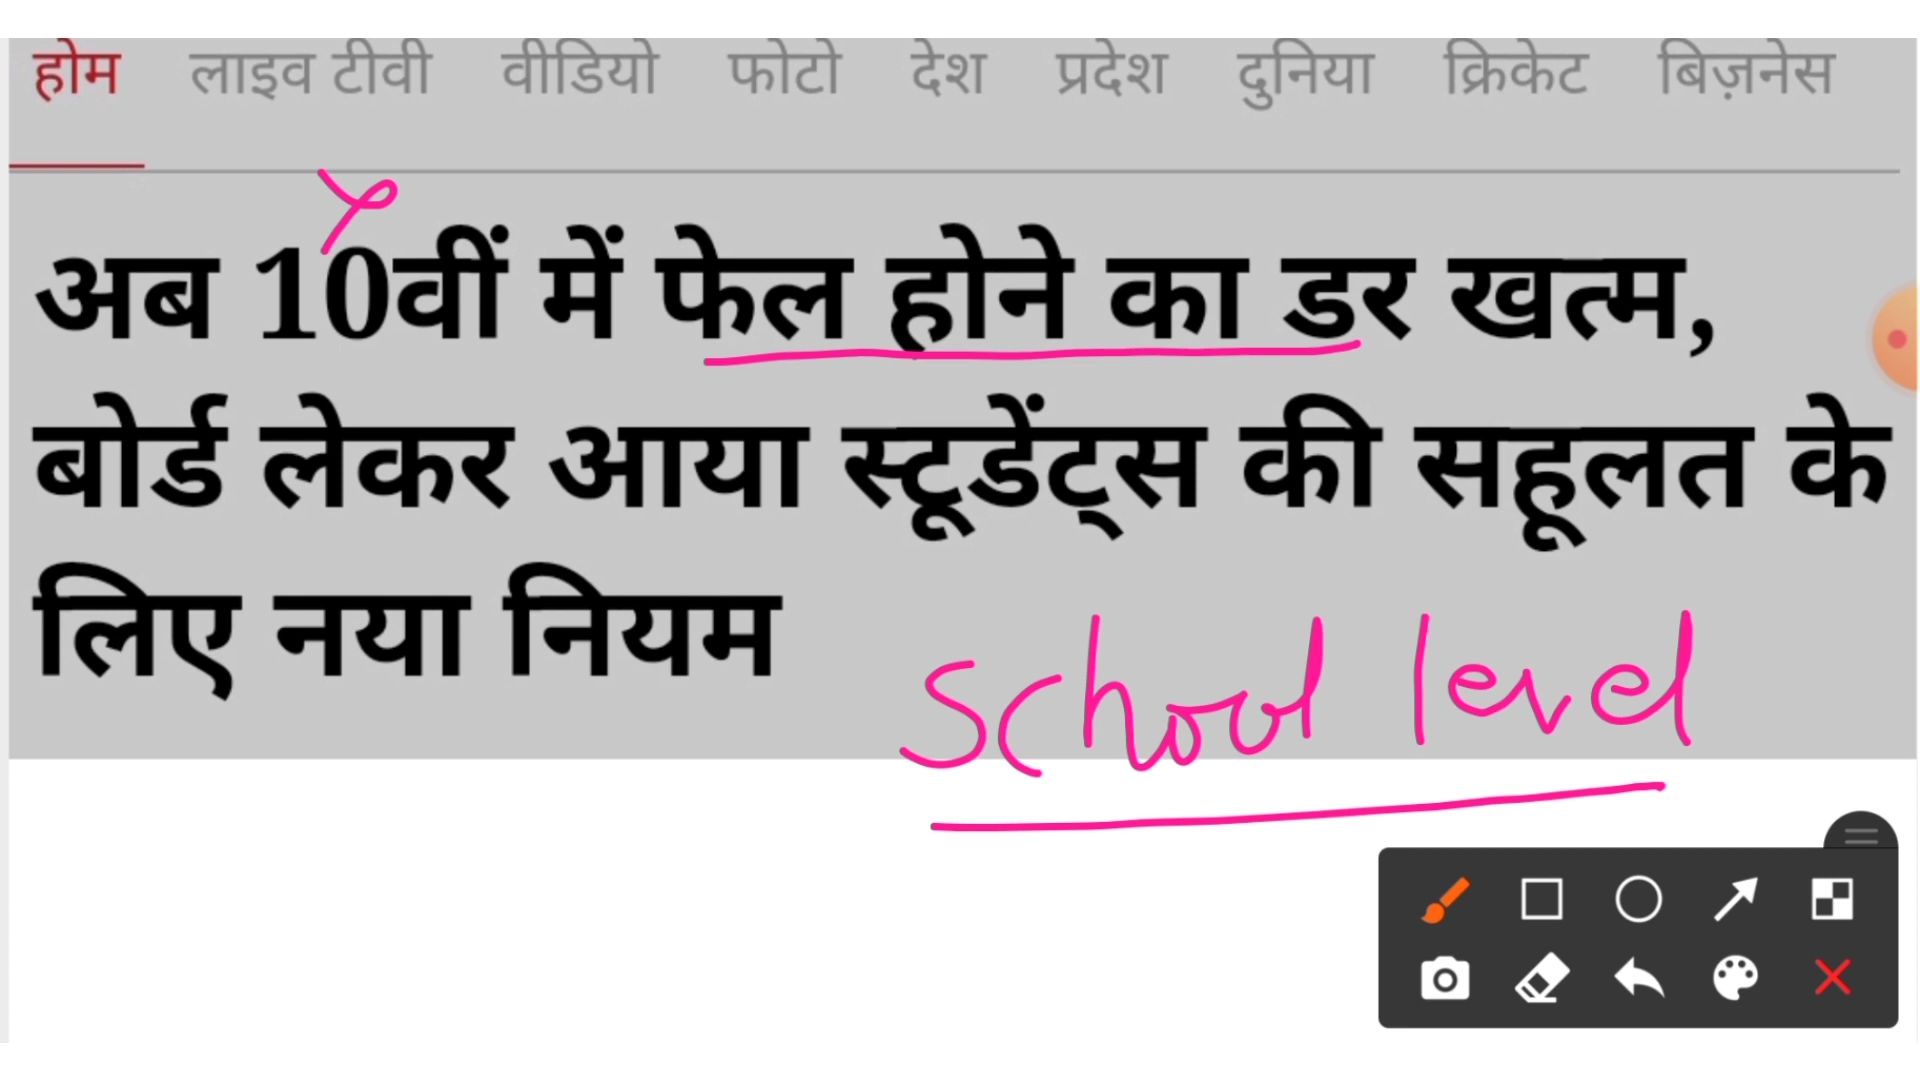 होम लाइव टीवी वीडियो फोटो देश प्रदेश दुनिया क्रिकेट बिज़नेस
अब 10वीं में फेल होने का डर खत्म,
बोर्ड लेकर आया स्टूडेंट्स की सहूलत के
लिए नया नियम
School level